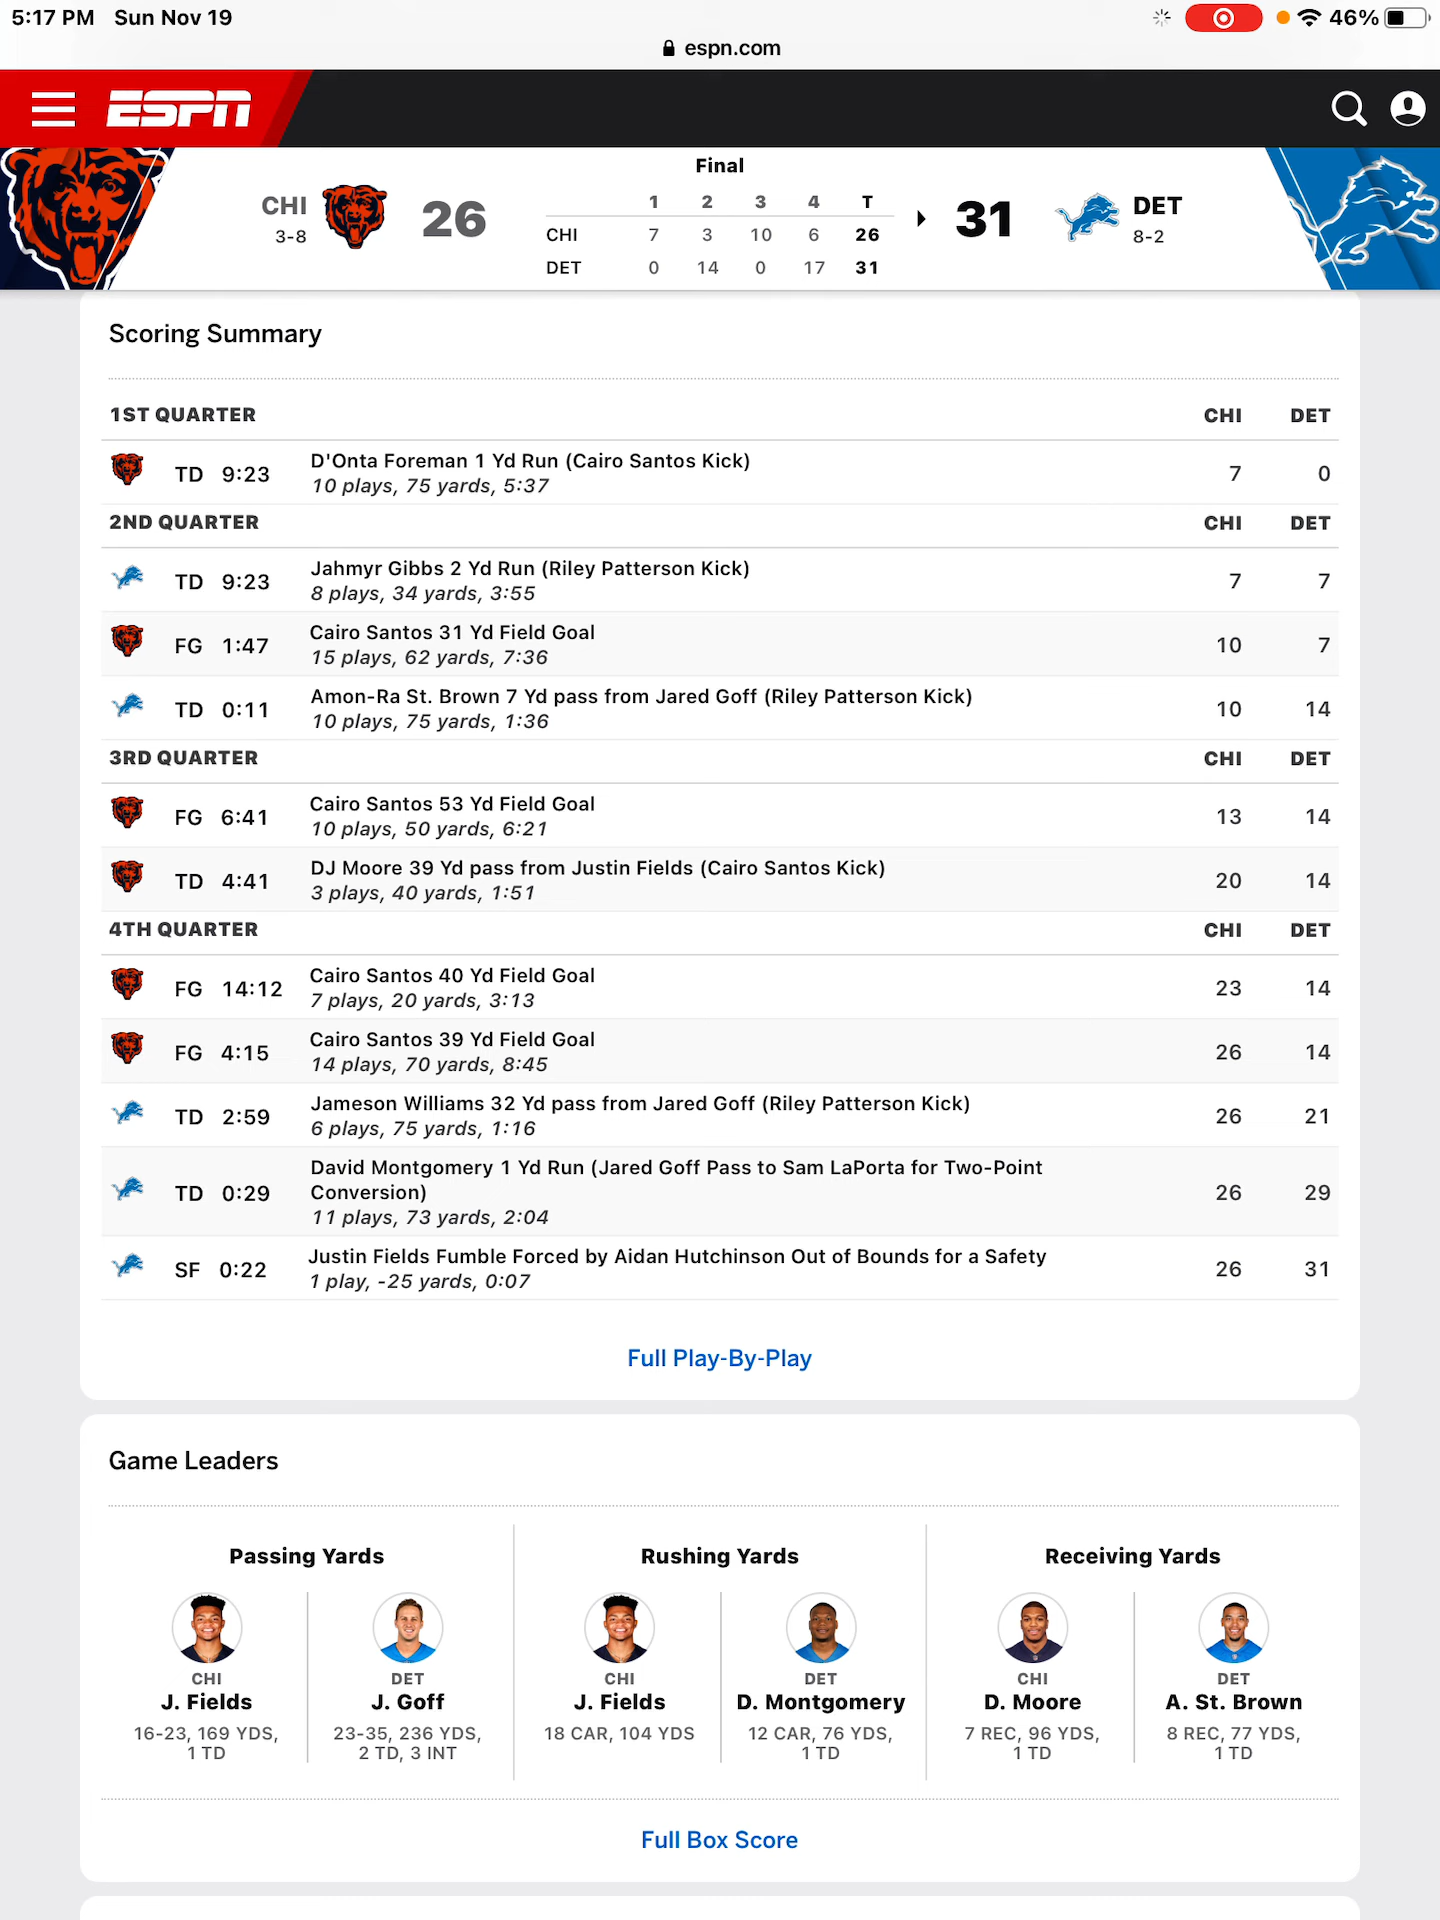 5:17 PM Sun Nov 19
46%
espn.com
ESPN
Final
CHI
3-8
26
1 2 3 4 T
CHI 7 3 10 6 26
DET 0 14 0 17 31
31
DET
8-2
Scoring Summary
1ST QUARTER CHI DET
TD 9:23 D'Onta Foreman 1 Yd Run (Cairo Santos Kick) 7 0
10 plays, 75 yards, 5:37
2ND QUARTER CHI DET
TD 9:23 Jahmyr Gibbs 2 Yd Run (Riley Patterson Kick) 7 7
8 plays, 34 yards, 3:55
FG 1:47 Cairo Santos 31 Yd Field Goal 10 7
15 plays, 62 yards, 7:36
TD 0:11 Amon-Ra St. Brown 7 Yd pass from Jared Goff (Riley Patterson Kick) 10 14
10 plays, 75 yards, 1:36
3RD QUARTER CHI DET
FG 6:41 Cairo Santos 53 Yd Field Goal 13 14
10 plays, 50 yards, 6:21
TD 4:41 DJ Moore 39 Yd pass from Justin Fields (Cairo Santos Kick) 20 14
3 plays, 40 yards, 1:51
4TH QUARTER CHI DET
FG 14:12 Cairo Santos 40 Yd Field Goal 23 14
7 plays, 20 yards, 3:13
FG 4:15 Cairo Santos 39 Yd Field Goal 26 14
14 plays, 70 yards, 8:45
TD 2:59 Jameson Williams 32 Yd pass from Jared Goff (Riley Patterson Kick) 26 21
6 plays, 75 yards, 1:16
TD 0:29 David Montgomery 1 Yd Run (Jared Goff Pass to Sam LaPorta for Two-Point 26 29
Conversion)
11 plays, 73 yards, 2:04
SF 0:22 Justin Fields Fumble Forced by Aidan Hutchinson Out of Bounds for a Safety 26 31
1 play, -25 yards, 0:07
Full Play-By-Play
Game Leaders
Passing Yards Rushing Yards Receiving Yards
CHI DET CHI DET CHI DET
J. Fields J. Goff J. Fields D. Montgomery D. Moore A. St. Brown
16-23, 169 YDS, 23-35, 236 YDS, 18 CAR, 104 YDS 12 CAR, 76 YDS, 7 REC, 96 YDS, 8 REC, 77 YDS,
1 TD 2 TD, 3 INT 1 TD 1 TD 1 TD
Full Box Score